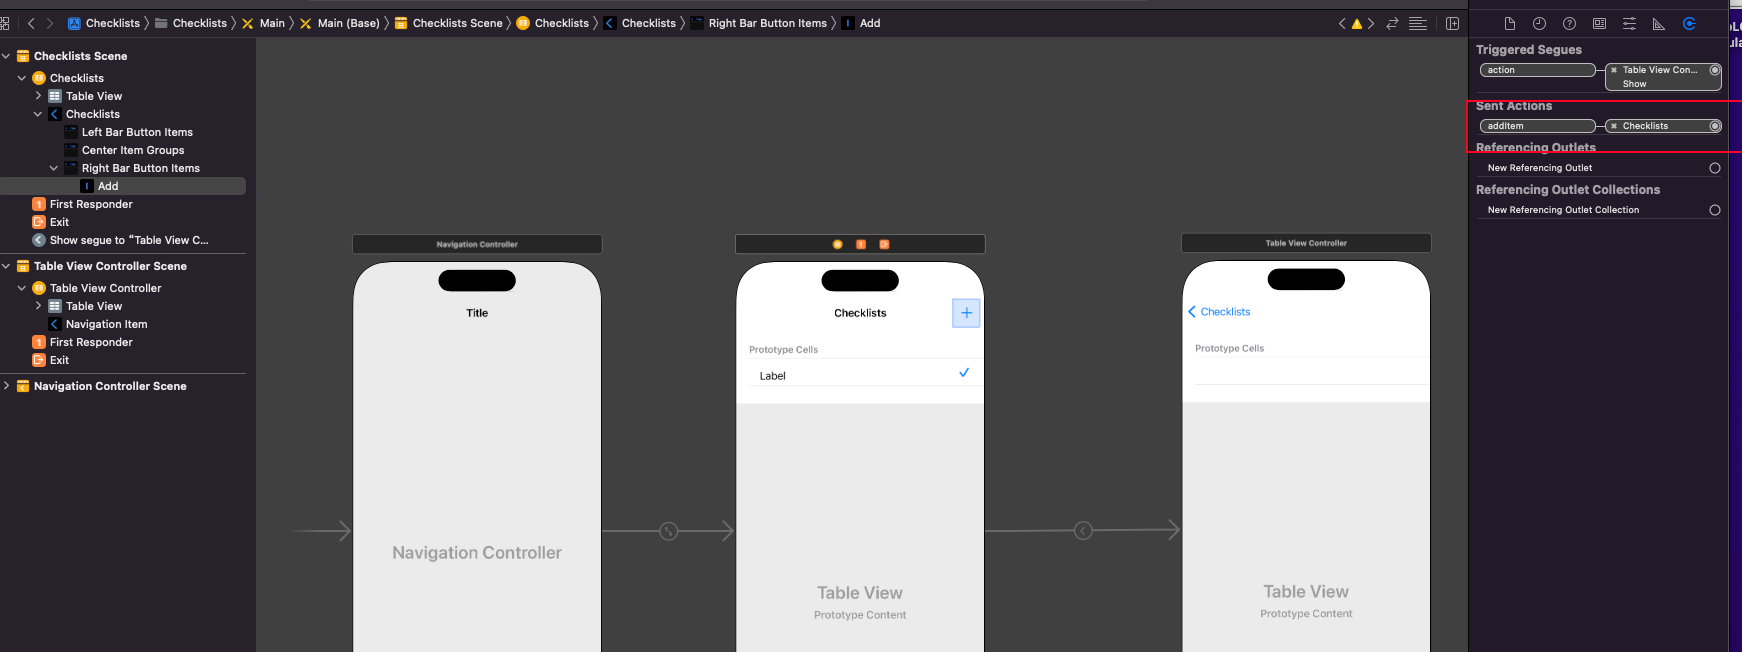 Checklists
Checklists
Main
Main (Base)
Checklists Scene
Checklists
Checklists
Right Bar Button Items
Add
Checklists Scene
Checklists
Table View
Checklists
Left Bar Button Items
Center Item Groups
Right Bar Button Items
Add
First Responder
Exit
Show segue to “Table View C...
Table View Controller Scene
Table View Controller
Table View
Navigation Item
First Responder
Exit
Navigation Controller Scene
Navigation Controller
Title
Navigation Controller
Checklists
Prototype Cells
Label
Table View
Prototype Content
Table View Controller
Checklists
Prototype Cells
Table View
Prototype Content
Triggered Segues
action
Table View Con...
Show
Sent Actions
addItem
Checklists
Referencing Outlets
New Referencing Outlet
Referencing Outlet Collections
New Referencing Outlet Collection